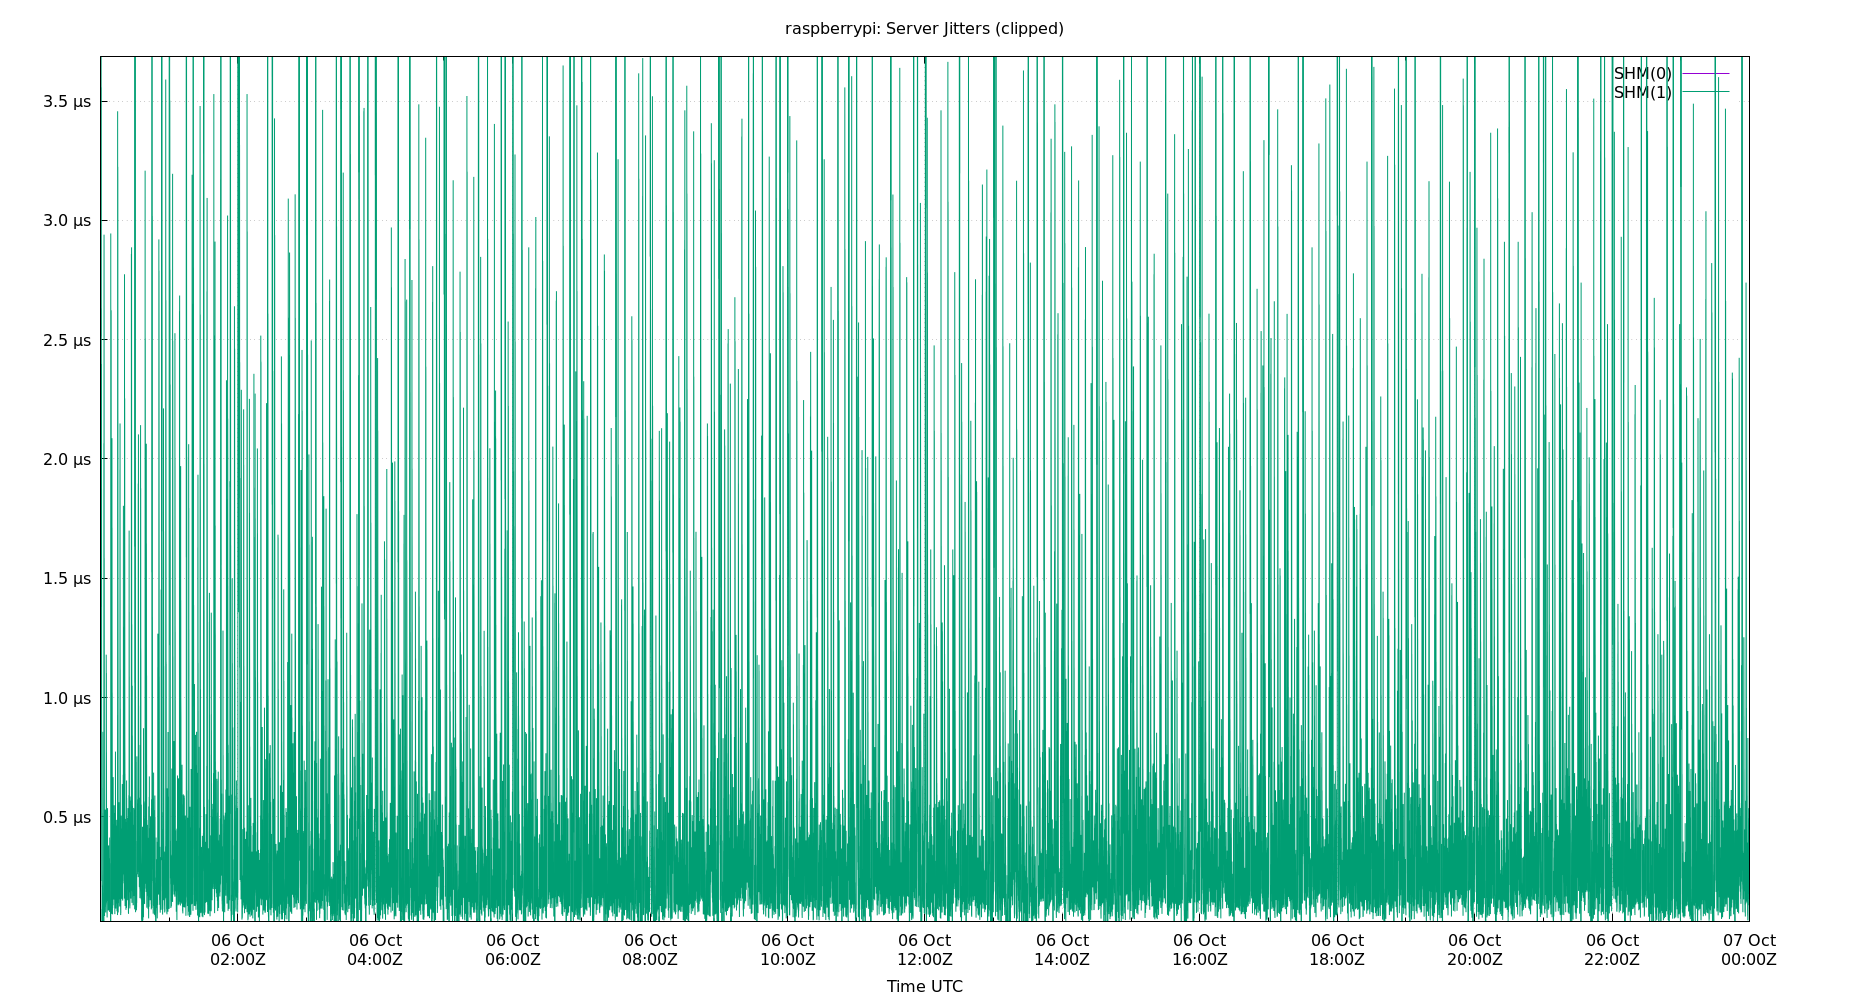 raspberrypi: Server Jitters (clipped)
SHM(0)
SHM(1)
3.5 μs
3.0 μs
2.5 μs
2.0 μs
1.5 μs
1.0 μs
0.5 μs
06 Oct 06 Oct 06 Oct 06 Oct 06 Oct 06 Oct 06 Oct 06 Oct 06 Oct 06 Oct 06 Oct 07 Oct
02:00Z 04:00Z 06:00Z 08:00Z 10:00Z 12:00Z 14:00Z 16:00Z 18:00Z 20:00Z 22:00Z 00:00Z
Time UTC